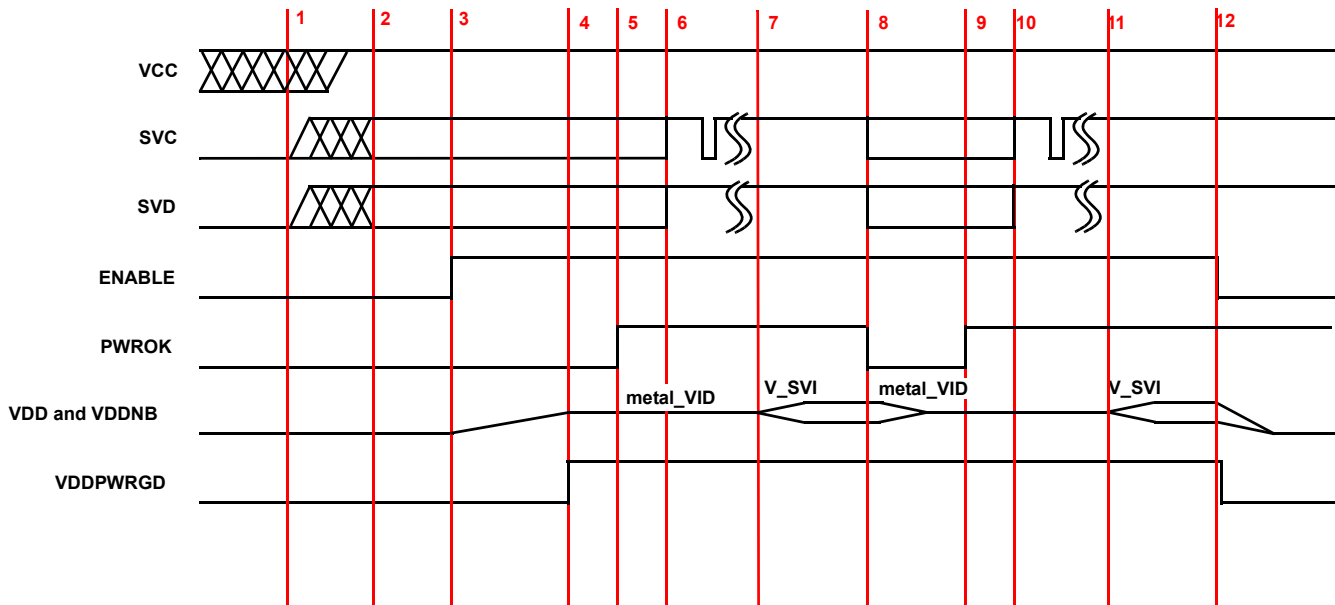 1 2 3 4 5 6 7 8 9 10 11 12
VCC
SVC
SVD
ENABLE
PWROK
VDD and VDDNB
metal_VID V_SVI metal_VID V_SVI
VDDPWRGD